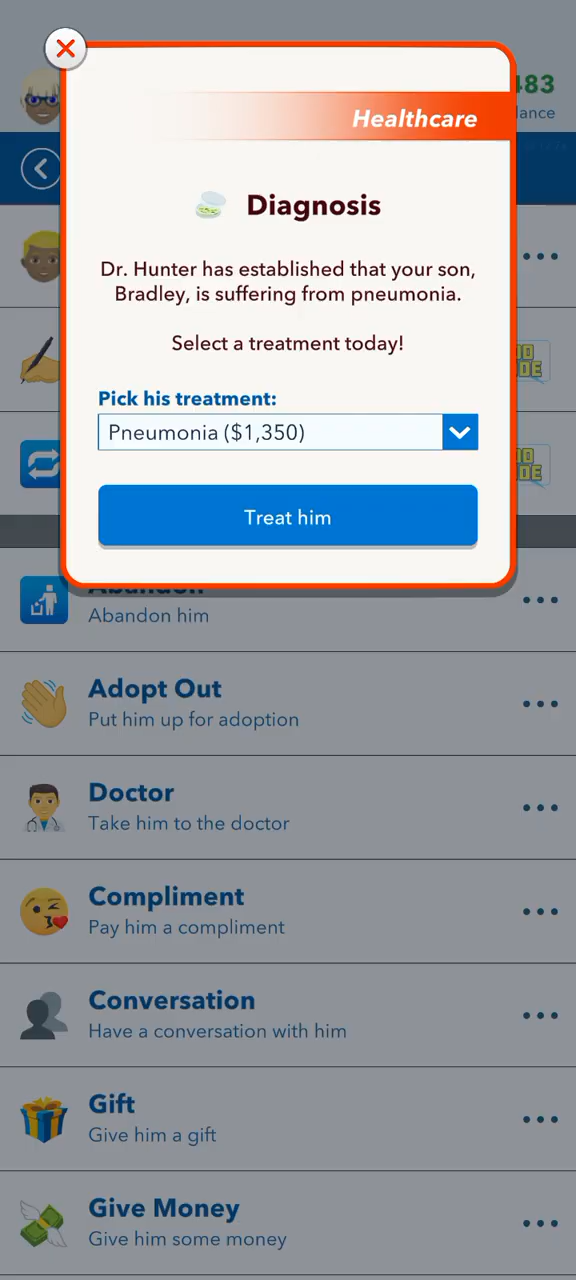 483
lance
Healthcare
Diagnosis
Dr. Hunter has established that your son,
Bradley, is suffering from pneumonia.
Select a treatment today!
Pick his treatment:
Pneumonia ($1,350)
Treat him
Abandon
Abandon him
Adopt Out
Put him up for adoption
Doctor
Take him to the doctor
Compliment
Pay him a compliment
Conversation
Have a conversation with him
Gift
Give him a gift
Give Money
Give him some money